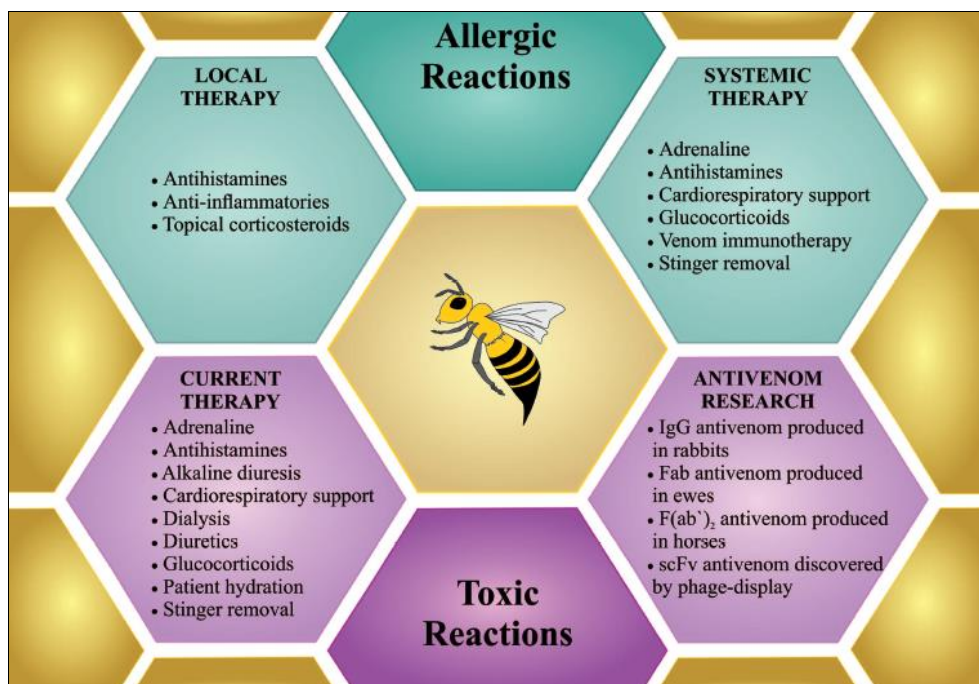 Allergic
Reactions
LOCAL
THERAPY
• Antihistamines
• Anti-inflammatories
• Topical corticosteroids
SYSTEMIC
THERAPY
• Adrenaline
• Antihistamines
• Cardiorespiratory support
• Glucocorticoids
• Venom immunotherapy
• Stinger removal
CURRENT
THERAPY
• Adrenaline
• Antihistamines
• Alkaline diuresis
• Cardiorespiratory support
• Dialysis
• Diuretics
• Glucocorticoids
• Patient hydration
• Stinger removal
ANTIVENOM
RESEARCH
• IgG antivenom produced
in rabbits
• Fab antivenom produced
in ewes
• F(ab`)₂ antivenom produced
in horses
• scFv antivenom discovered
by phage-display
Toxic
Reactions